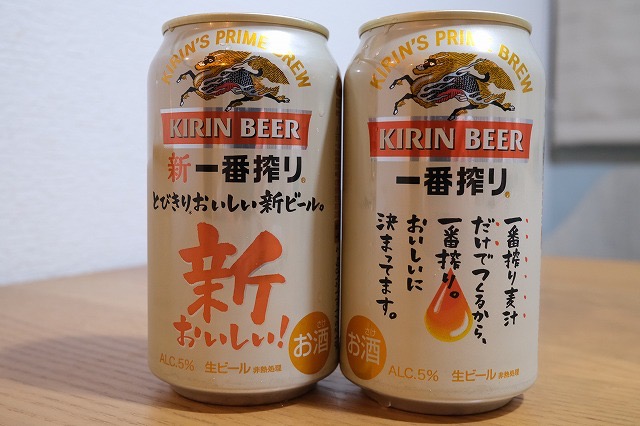 KIRIN'S PRIME BREW
KIRIN BEER
新一番搾り
とびきりおいしい新ビール。
新
おいしい!
さけ
お酒
ALC.5% 生ビール 非熱処理
KIRIN'S PRIME BREW
KIRIN BEER
一番搾り
一番搾り麦汁
だけでつくるから、
一番搾り。
おいしいに
決まってます。
さけ
お酒
ALC.5% 生ビール 非熱処理